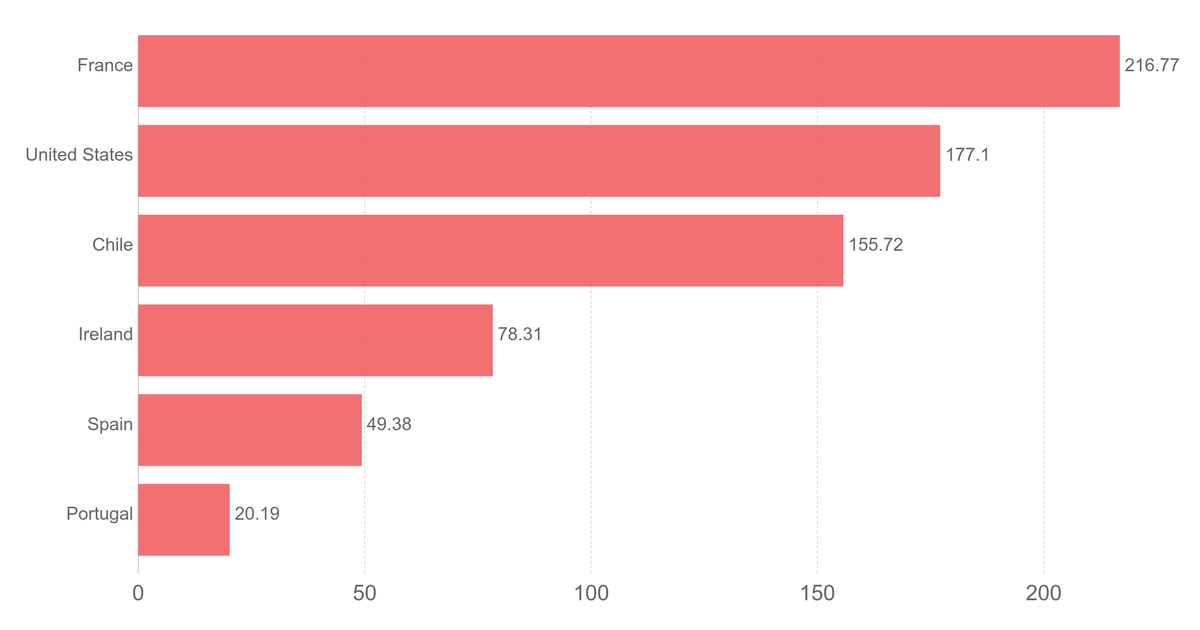 France 216.77
United States 177.1
Chile 155.72
Ireland 78.31
Spain 49.38
Portugal 20.19
0 50 100 150 200